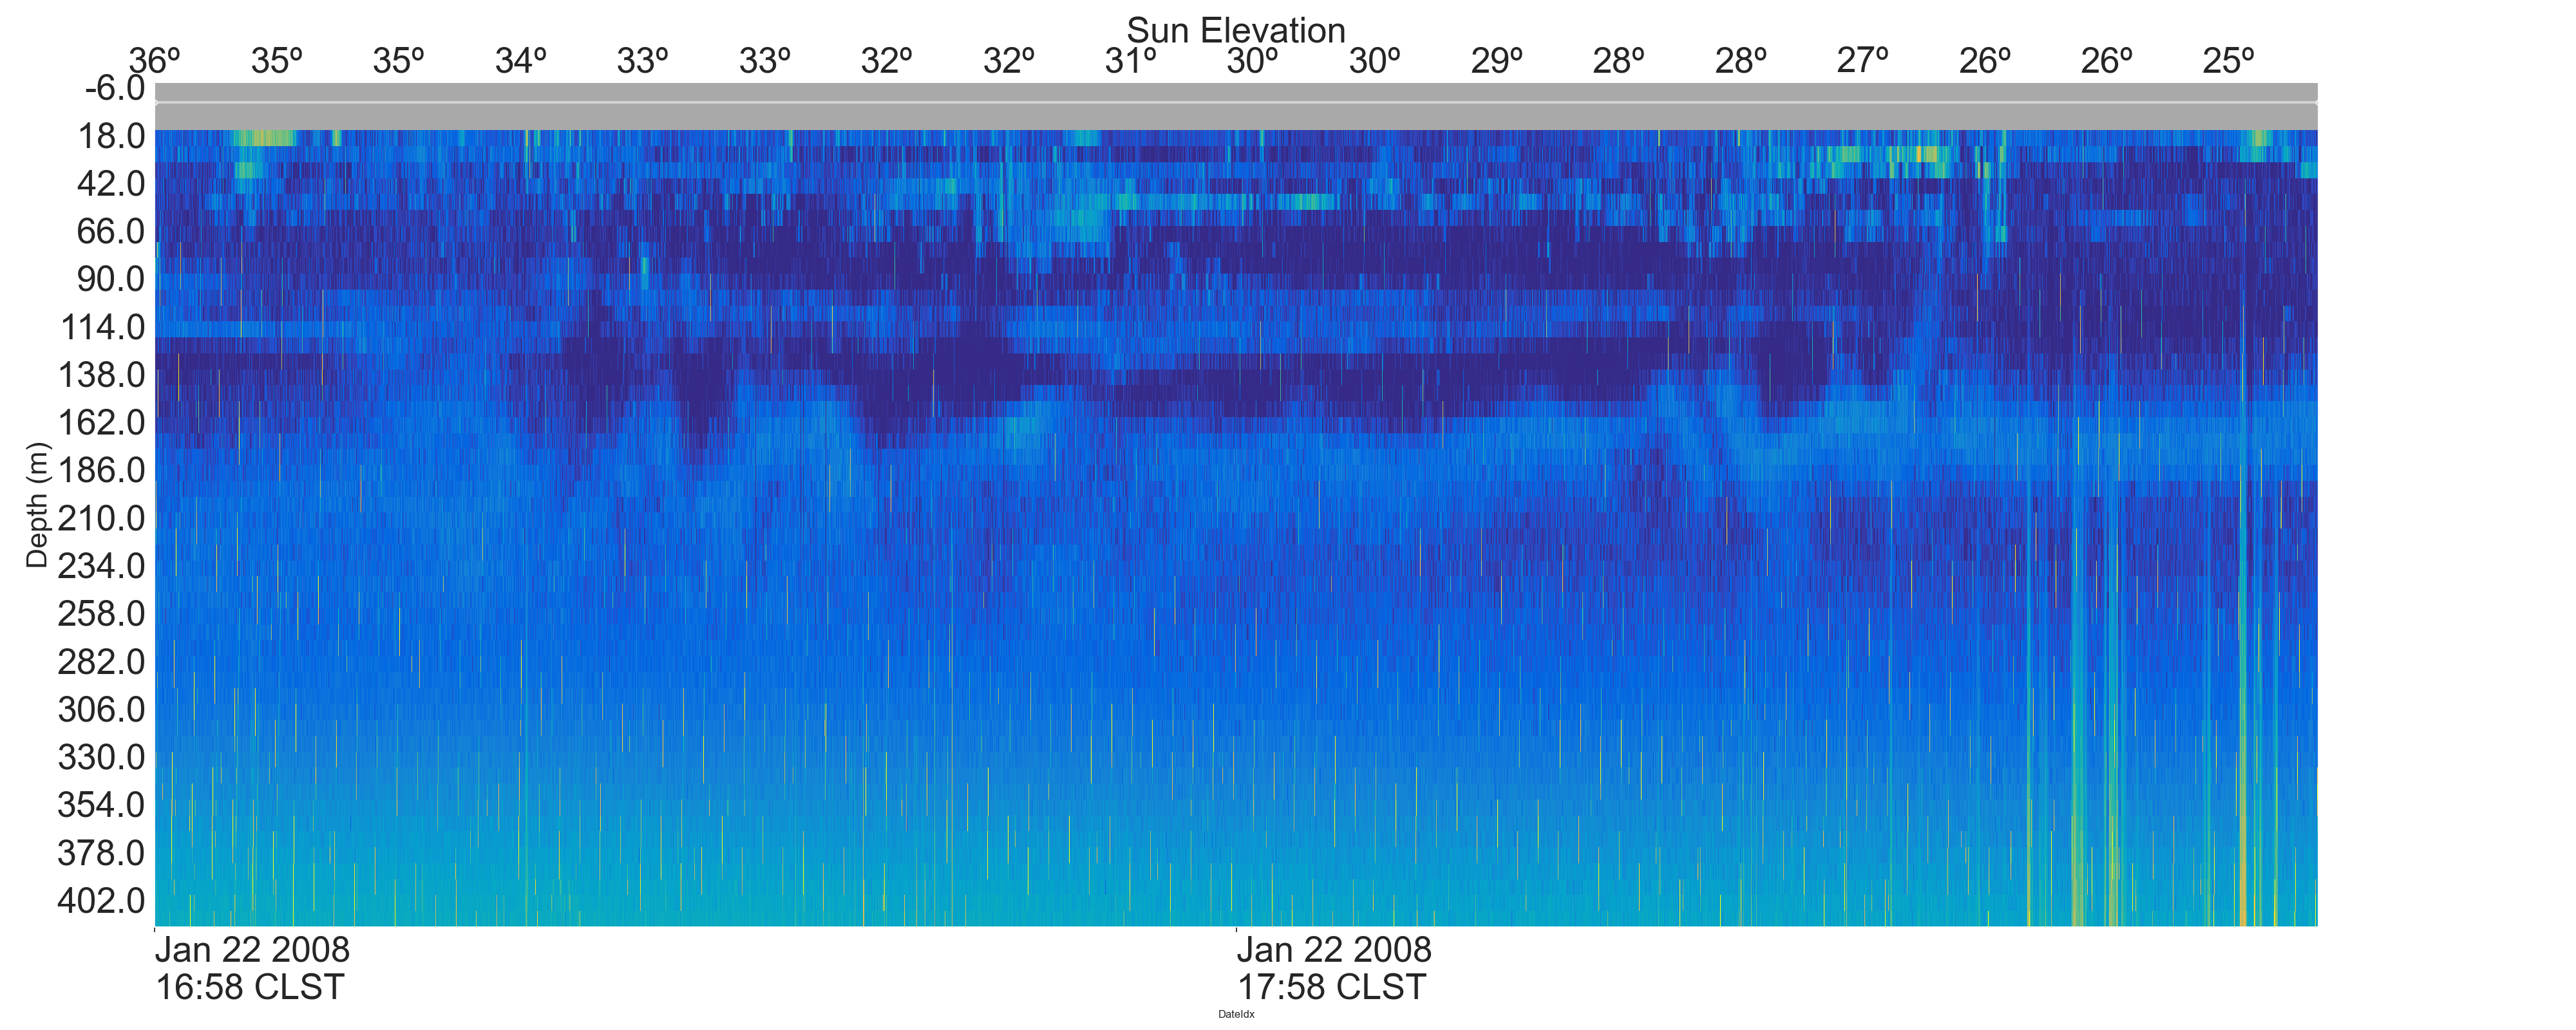 Sun Elevation
36º 35º 35º 34º 33º 33º 32º 32º 31º 30º 30º 29º 28º 28º 27º 26º 26º 25º
-6.0
18.0
42.0
66.0
90.0
114.0
138.0
162.0
186.0
210.0
234.0
258.0
282.0
306.0
330.0
354.0
378.0
402.0
Depth (m)
Jan 22 2008
16:58 CLST
Jan 22 2008
17:58 CLST
DateIdx